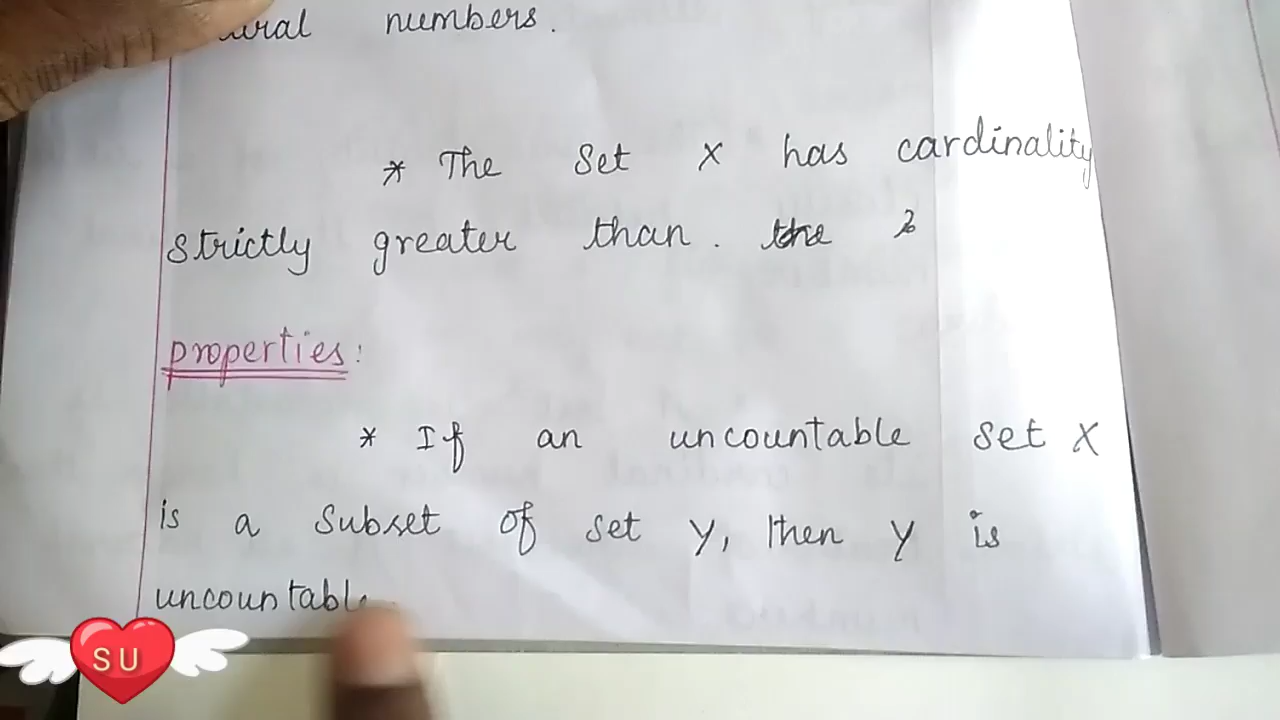 numbers.
* The Set X has cardinality
strictly greater than. the
properties:
* If an uncountable set X
is a subset of set y, then y is
uncountable
SU